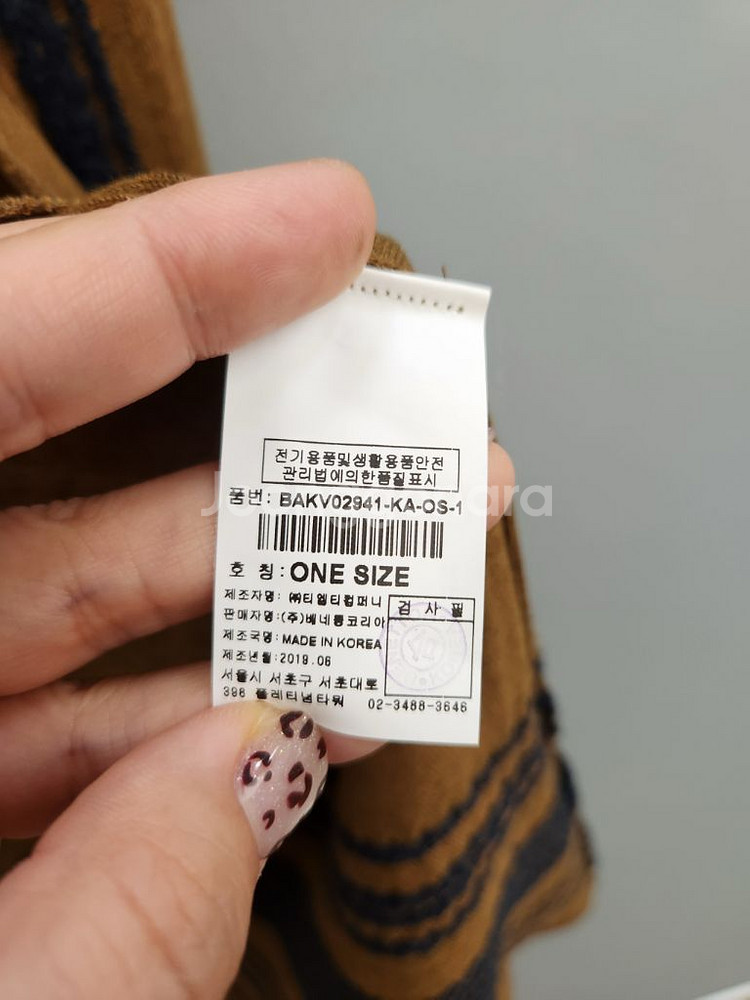 전기용품및생활용품안전
관리법에의한품질표시
품번: BAKV02941-KA-OS-1
호 칭: ONE SIZE
제조자명: ㈜티엘티컴퍼니
검 사 필
판매자명:(주)베네통코리아
제조국명: MADE IN KOREA
제조년월: 2019.06
서울시 서초구 서초대로
398 플레티넘타워 02-3488-3646